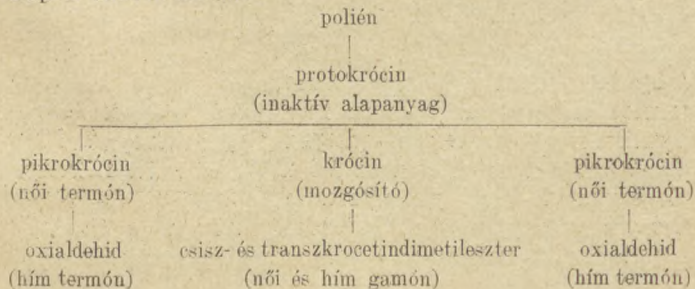 polién
protokrócin
(inaktív alapanyag)
pikrokrócin krócin pikrokrócin
(női termón) (mozgósító) (női termón)
oxialdehid csisz- és transzkrocetindimetileszter oxialdehid
(hím termón) (női és hím gamón) (hím termón)